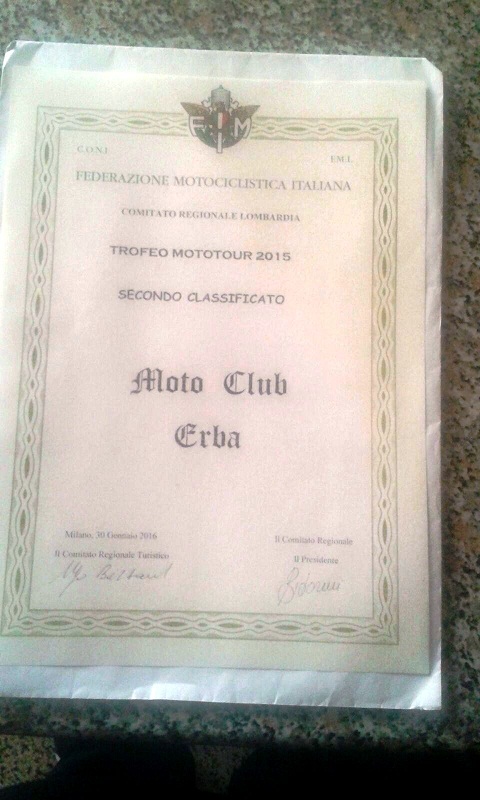 F I M
C.O.N.I.
F.M.I.
FEDERAZIONE MOTOCICLISTICA ITALIANA
COMITATO REGIONALE LOMBARDIA
TROFEO MOTOTOUR 2015
SECONDO CLASSIFICATO
Moto Club
Erba
Milano, 30 Gennaio 2016
Il Comitato Regionale Turistico
Il Comitato Regionale
Il Presidente